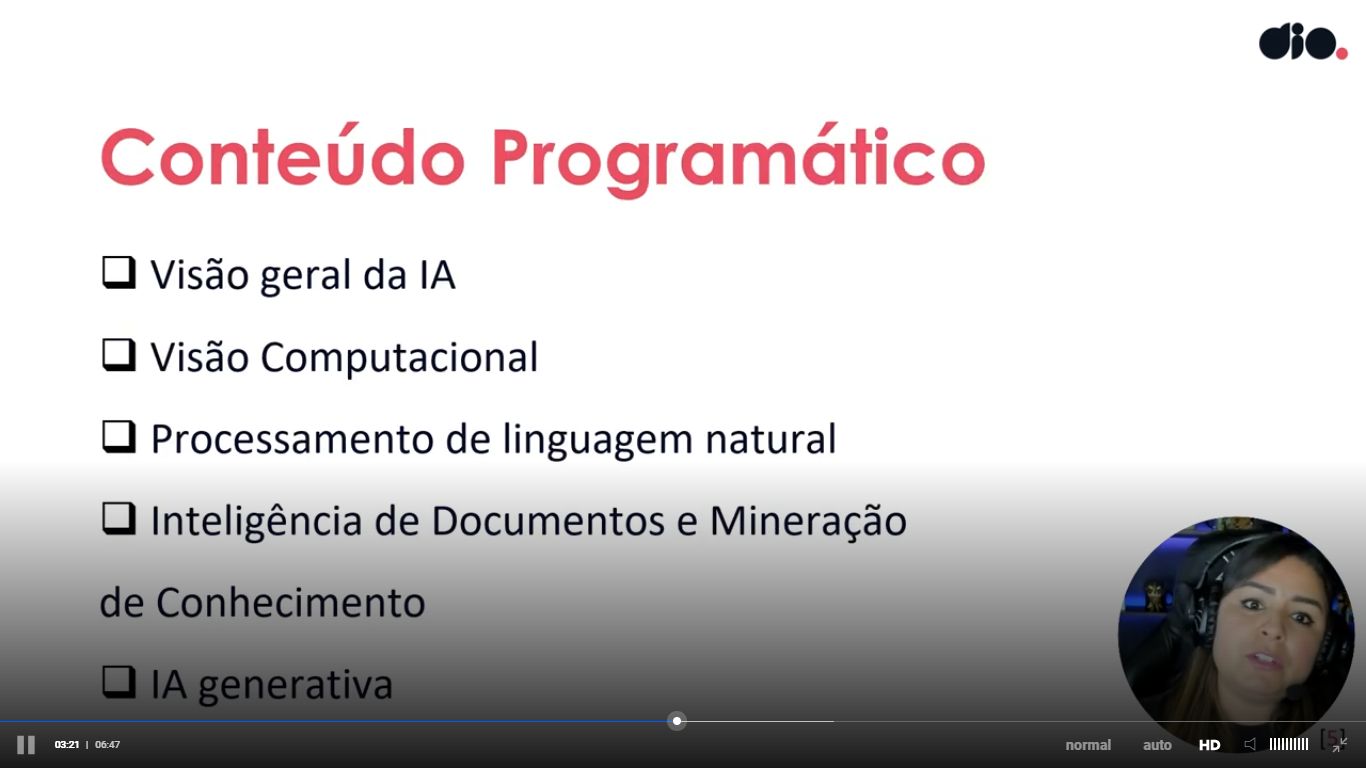 dio.
Conteúdo Programático
❑ Visão geral da IA
❑ Visão Computacional
❑ Processamento de linguagem natural
❑ Inteligência de Documentos e Mineração
de Conhecimento
❑ IA generativa
03:21 | 06:47
normal auto HD
[5]